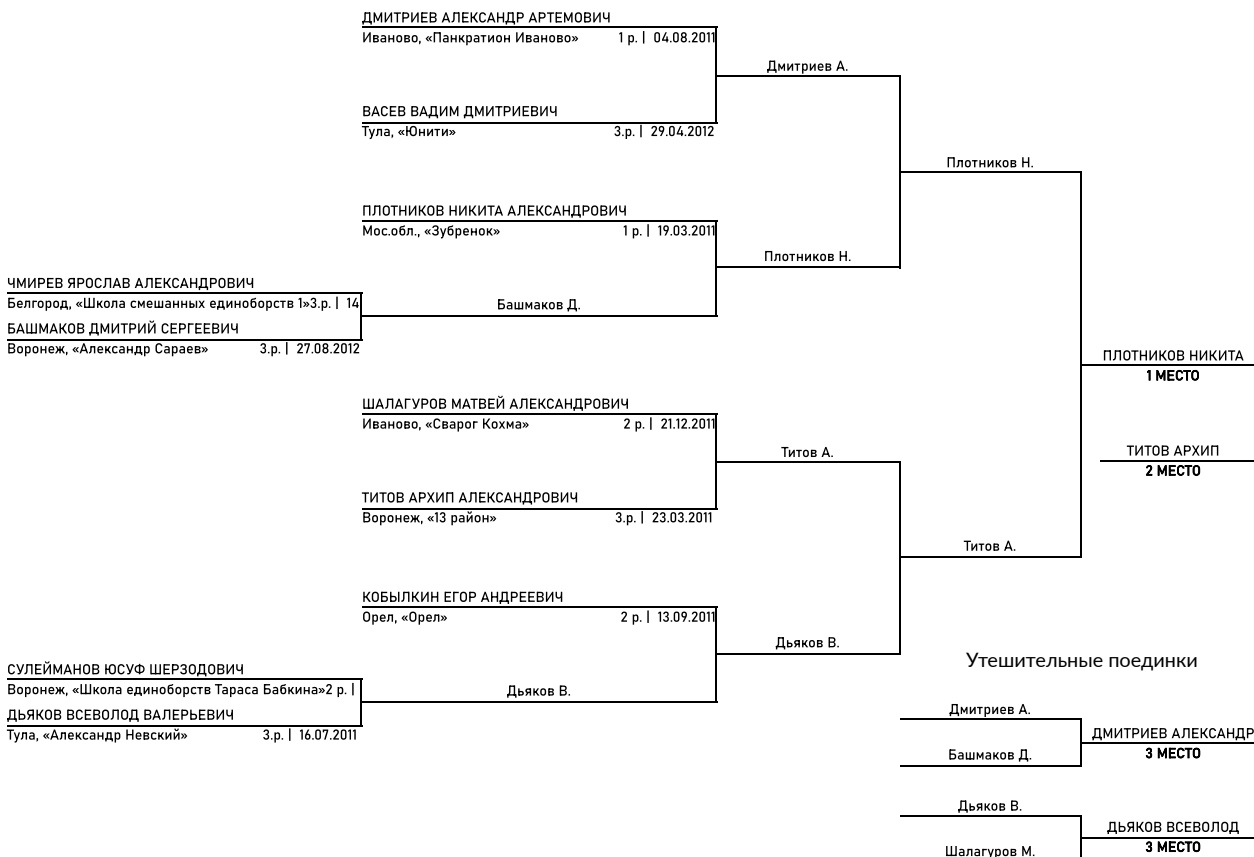 ДМИТРИЕВ АЛЕКСАНДР АРТЕМОВИЧ
Иваново, «Панкратион Иваново» 1 р. | 04.08.2011
Дмитриев А.
ВАСЕВ ВАДИМ ДМИТРИЕВИЧ
Тула, «Юнити» 3.р. | 29.04.2012
Плотников Н.
ПЛОТНИКОВ НИКИТА АЛЕКСАНДРОВИЧ
Мос.обл., «Зубренок» 1 р. | 19.03.2011
Плотников Н.
ЧМИРЕВ ЯРОСЛАВ АЛЕКСАНДРОВИЧ
Белгород, «Школа смешанных единоборств 1»3.р. | 14
Башмаков Д.
БАШМАКОВ ДМИТРИЙ СЕРГЕЕВИЧ
Воронеж, «Александр Сараев» 3.р. | 27.08.2012
ПЛОТНИКОВ НИКИТА
1 МЕСТО
ШАЛАГУРОВ МАТВЕЙ АЛЕКСАНДРОВИЧ
Иваново, «Сварог Кохма» 2 р. | 21.12.2011
Титов А.
ТИТОВ АРХИП
2 МЕСТО
ТИТОВ АРХИП АЛЕКСАНДРОВИЧ
Воронеж, «13 район» 3.р. | 23.03.2011
Титов А.
КОБЫЛКИН ЕГОР АНДРЕЕВИЧ
Орел, «Орел» 2 р. | 13.09.2011
Дьяков В.
Утешительные поединки
СУЛЕЙМАНОВ ЮСУФ ШЕРЗОДОВИЧ
Воронеж, «Школа единоборств Тараса Бабкина»2 р. |
Дьяков В.
ДЬЯКОВ ВСЕВОЛОД ВАЛЕРЬЕВИЧ
Тула, «Александр Невский» 3.р. | 16.07.2011
Дмитриев А.
ДМИТРИЕВ АЛЕКСАНДР
3 МЕСТО
Башмаков Д.
Дьяков В.
ДЬЯКОВ ВСЕВОЛОД
3 МЕСТО
Шалагуров М.